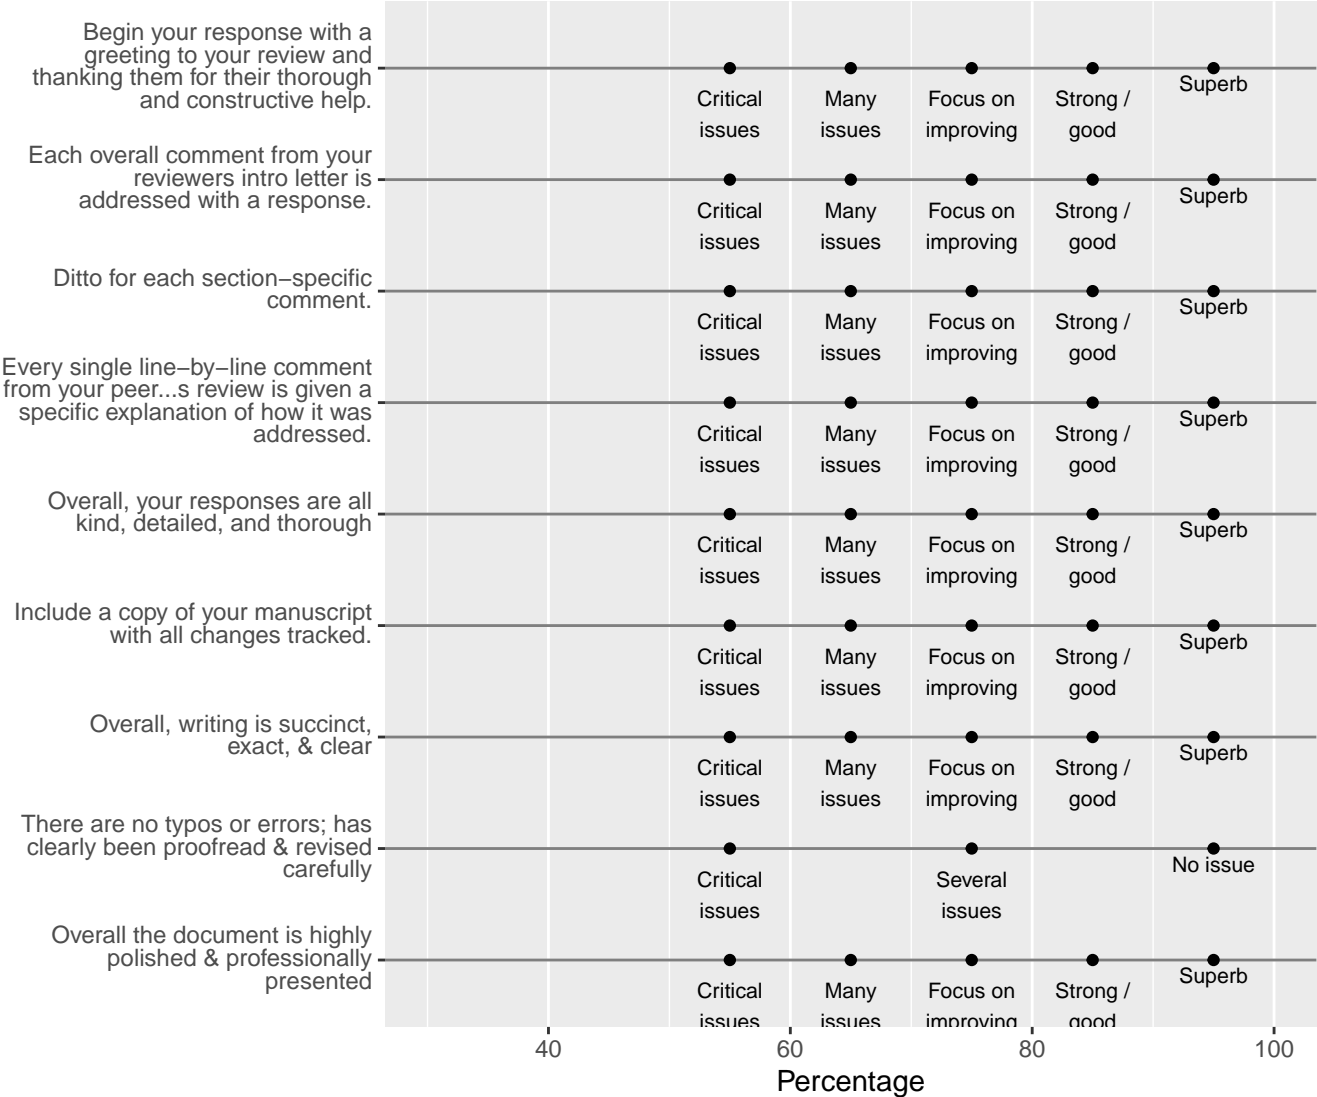 Begin your response with a
greeting to your review and
thanking them for their thorough
and constructive help.
Critical issues
Many issues
Focus on improving
Strong / good
Superb
Each overall comment from your
reviewers intro letter is
addressed with a response.
Critical issues
Many issues
Focus on improving
Strong / good
Superb
Ditto for each section−specific
comment.
Critical issues
Many issues
Focus on improving
Strong / good
Superb
Every single line−by−line comment
from your peer...s review is given a
specific explanation of how it was
addressed.
Critical issues
Many issues
Focus on improving
Strong / good
Superb
Overall, your responses are all
kind, detailed, and thorough
Critical issues
Many issues
Focus on improving
Strong / good
Superb
Include a copy of your manuscript
with all changes tracked.
Critical issues
Many issues
Focus on improving
Strong / good
Superb
Overall, writing is succinct,
exact, & clear
Critical issues
Many issues
Focus on improving
Strong / good
Superb
There are no typos or errors; has
clearly been proofread & revised
carefully
Critical issues
Several issues
No issue
Overall the document is highly
polished & professionally
presented
Critical issues
Many issues
Focus on improving
Strong / good
Superb
40 60 80 100
Percentage